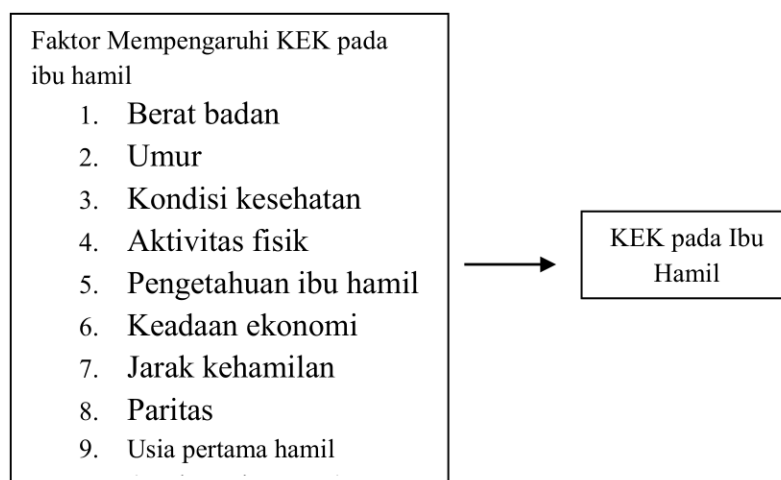 Faktor Mempengaruhi KEK pada
ibu hamil
1. Berat badan
2. Umur
3. Kondisi kesehatan
4. Aktivitas fisik
5. Pengetahuan ibu hamil
6. Keadaan ekonomi
7. Jarak kehamilan
8. Paritas
9. Usia pertama hamil
KEK pada Ibu
Hamil